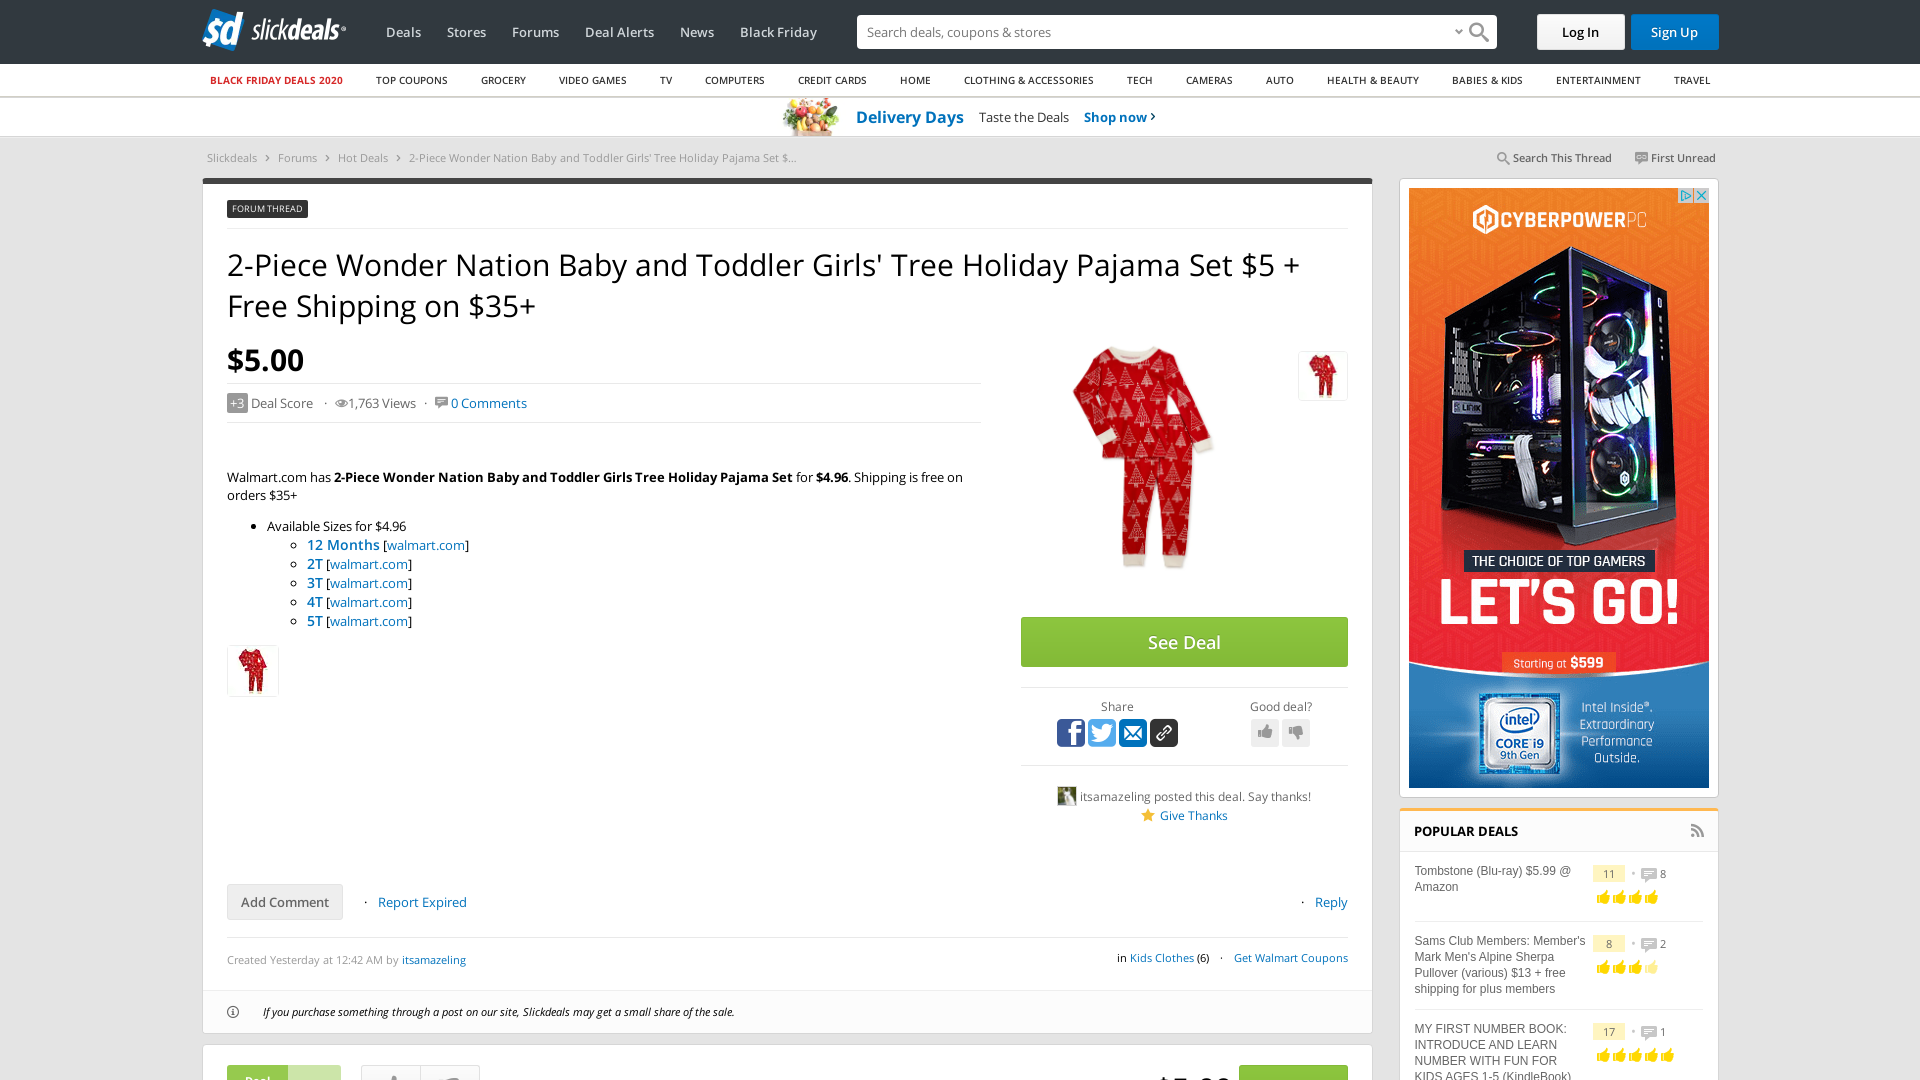 slickdeals
Deals
Stores
Forums
Deal Alerts
News
Black Friday
Search deals, coupons & stores
Log In
Sign Up
BLACK FRIDAY DEALS 2020
TOP COUPONS
GROCERY
VIDEO GAMES
TV
COMPUTERS
CREDIT CARDS
HOME
CLOTHING & ACCESSORIES
TECH
CAMERAS
AUTO
HEALTH & BEAUTY
BABIES & KIDS
ENTERTAINMENT
TRAVEL
Delivery Days Taste the Deals Shop now
Slickdeals > Forums > Hot Deals > 2-Piece Wonder Nation Baby and Toddler Girls' Tree Holiday Pajama Set $...
Search This Thread
First Unread
FORUM THREAD
2-Piece Wonder Nation Baby and Toddler Girls' Tree Holiday Pajama Set $5 +
Free Shipping on $35+
$5.00
+3 Deal Score · 1,763 Views · 0 Comments
Walmart.com has 2-Piece Wonder Nation Baby and Toddler Girls Tree Holiday Pajama Set for $4.96. Shipping is free on
orders $35+
Available Sizes for $4.96
12 Months [walmart.com]
2T [walmart.com]
3T [walmart.com]
4T [walmart.com]
5T [walmart.com]
See Deal
Share
Good deal?
itsamazeling posted this deal. Say thanks!
Give Thanks
Add Comment · Report Expired
· Reply
Created Yesterday at 12:42 AM by itsamazeling
in Kids Clothes (6) · Get Walmart Coupons
If you purchase something through a post on our site, Slickdeals may get a small share of the sale.
CYBERPOWERPC
THE CHOICE OF TOP GAMERS
LET'S GO!
Starting at $599
intel
CORE i9
9th Gen
Intel Inside®.
Extraordinary
Performance
Outside.
POPULAR DEALS
Tombstone (Blu-ray) $5.99 @
Amazon
11 • 8
Sams Club Members: Member's
Mark Men's Alpine Sherpa
Pullover (various) $13 + free
shipping for plus members
8 • 2
MY FIRST NUMBER BOOK:
INTRODUCE AND LEARN
NUMBER WITH FUN FOR
KIDS AGES 1-5 (KindleBook)
17 • 1